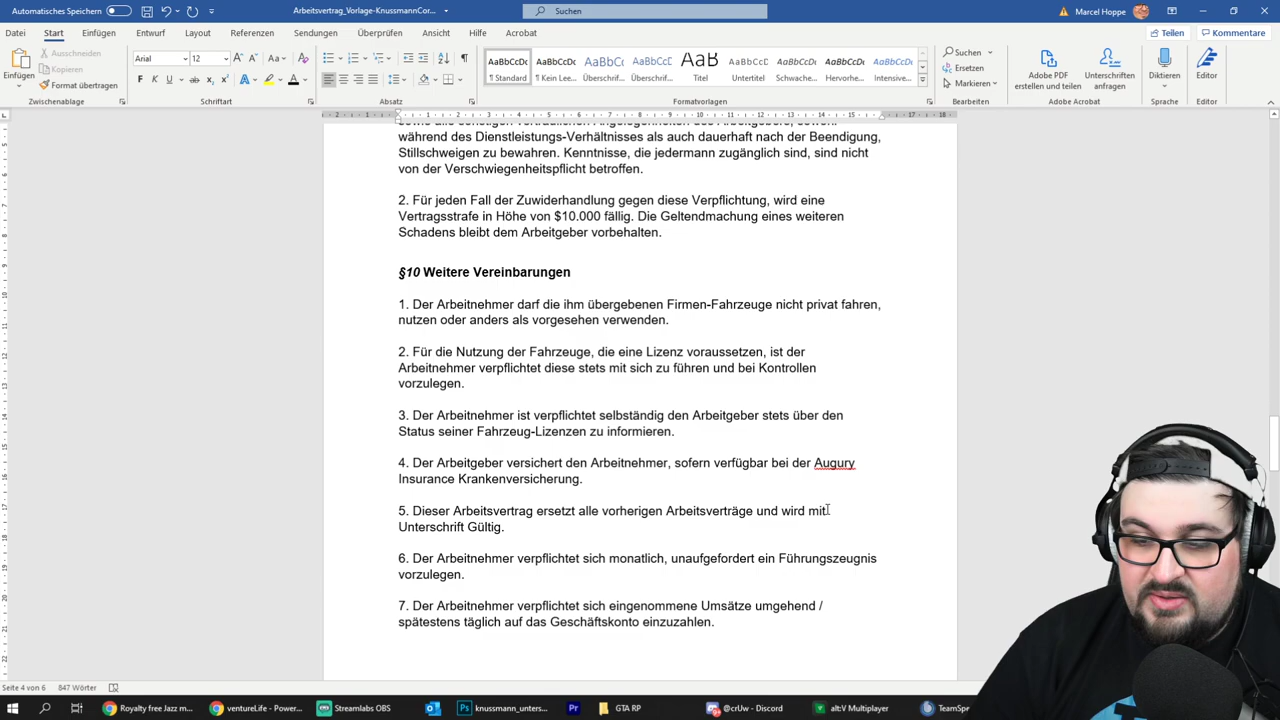 Automatisches Speichern
Arbeitsvertrag_Vorlage-KnussmannCor...
Suchen
Marcel Hoppe
Datei Start Einfügen Entwurf Layout Referenzen Sendungen Überprüfen Ansicht Hilfe Acrobat
Teilen Kommentare
Einfügen
Ausschneiden
Kopieren
Format übertragen
Zwischenablage
Arial 12
Schriftart
Absatz
AaBbCcDc AaBbCcDc AaBbCcI AaBbCcC AaB AaBbCcC AaBbCcDc AaBbCcDc AaBbCcDc
¶ Standard ¶ Kein Lee... Überschrif... Überschrif... Titel Untertitel Schwache... Hervorhe... Intensive...
Formatvorlagen
Suchen
Ersetzen
Markieren
Bearbeiten
Adobe PDF
erstellen und teilen
Unterschriften
anfragen
Adobe Acrobat
Diktieren
Sprache
Editor
Editor
während des Dienstleistungs-Verhältnisses als auch dauerhaft nach der Beendigung,
Stillschweigen zu bewahren. Kenntnisse, die jedermann zugänglich sind, sind nicht
von der Verschwiegenheitspflicht betroffen.
2. Für jeden Fall der Zuwiderhandlung gegen diese Verpflichtung, wird eine
Vertragsstrafe in Höhe von $10.000 fällig. Die Geltendmachung eines weiteren
Schadens bleibt dem Arbeitgeber vorbehalten.
§10 Weitere Vereinbarungen
1. Der Arbeitnehmer darf die ihm übergebenen Firmen-Fahrzeuge nicht privat fahren,
nutzen oder anders als vorgesehen verwenden.
2. Für die Nutzung der Fahrzeuge, die eine Lizenz voraussetzen, ist der
Arbeitnehmer verpflichtet diese stets mit sich zu führen und bei Kontrollen
vorzulegen.
3. Der Arbeitnehmer ist verpflichtet selbständig den Arbeitgeber stets über den
Status seiner Fahrzeug-Lizenzen zu informieren.
4. Der Arbeitgeber versichert den Arbeitnehmer, sofern verfügbar bei der Augury
Insurance Krankenversicherung.
5. Dieser Arbeitsvertrag ersetzt alle vorherigen Arbeitsverträge und wird mit
Unterschrift Gültig.
6. Der Arbeitnehmer verpflichtet sich monatlich, unaufgefordert ein Führungszeugnis
vorzulegen.
7. Der Arbeitnehmer verpflichtet sich eingenommene Umsätze umgehend /
spätestens täglich auf das Geschäftskonto einzuzahlen.
Seite 4 von 6 847 Wörter
Royalty free Jazz m... ventureLife - Power... Streamlabs OBS knussmann_unters... GTA RP @crUw - Discord alt:V Multiplayer TeamSp